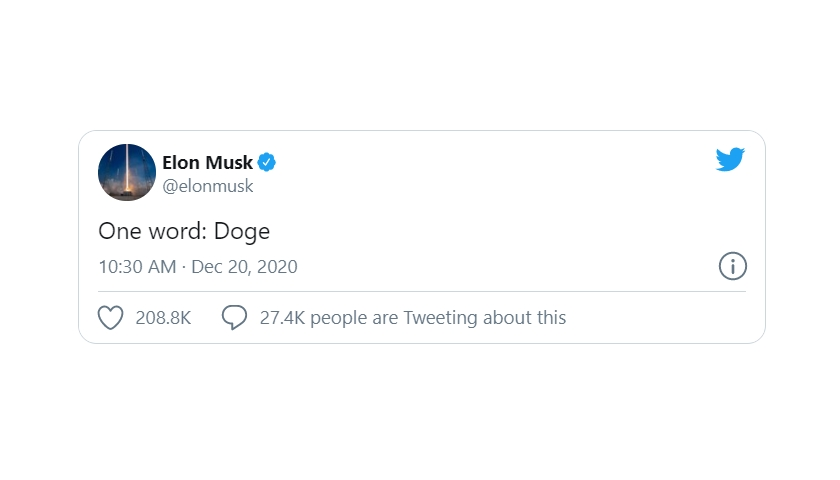 Elon Musk
@elonmusk
One word: Doge
10:30 AM · Dec 20, 2020
208.8K 27.4K people are Tweeting about this